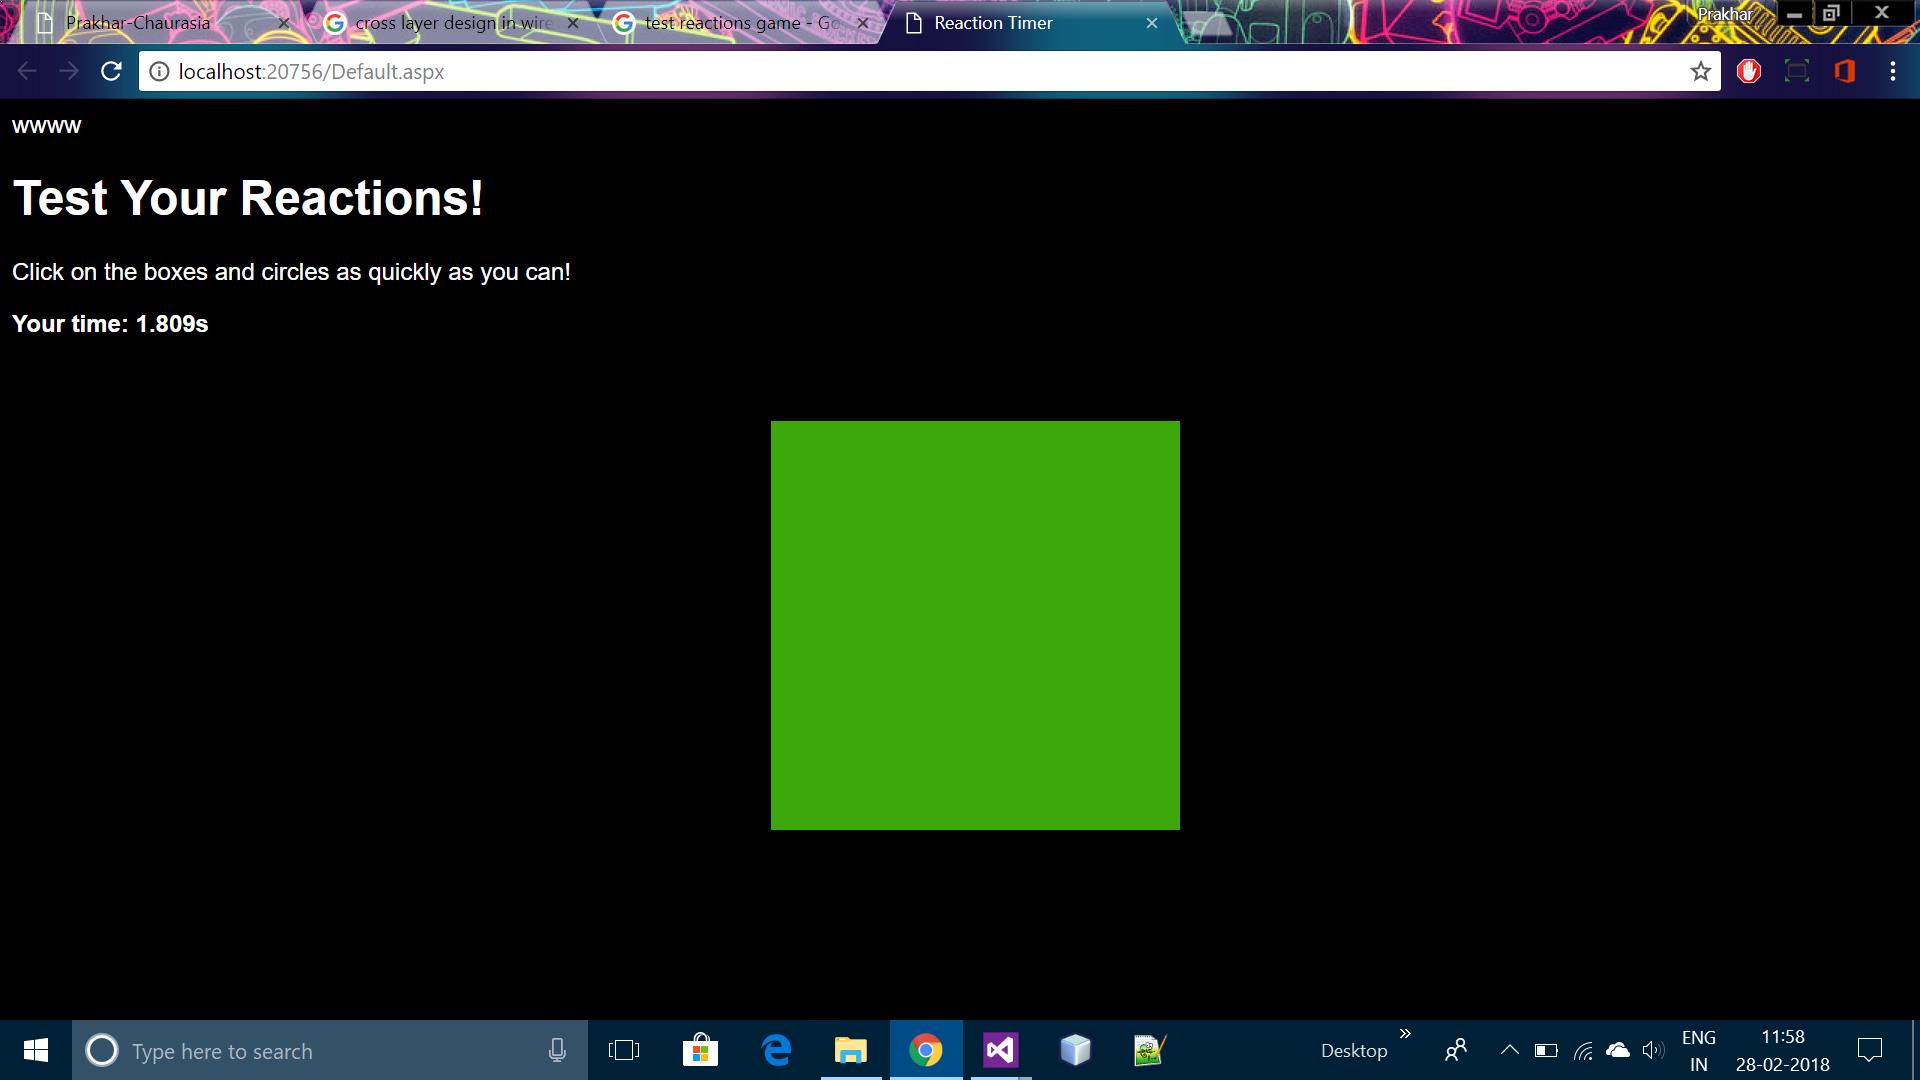 Prakhar-Chaurasia
cross layer design in wire
test reactions game - Go
Reaction Timer
Prakhar
localhost:20756/Default.aspx
wwww
Test Your Reactions!
Click on the boxes and circles as quickly as you can!
Your time: 1.809s
Type here to search
Desktop
ENG
IN
11:58
28-02-2018